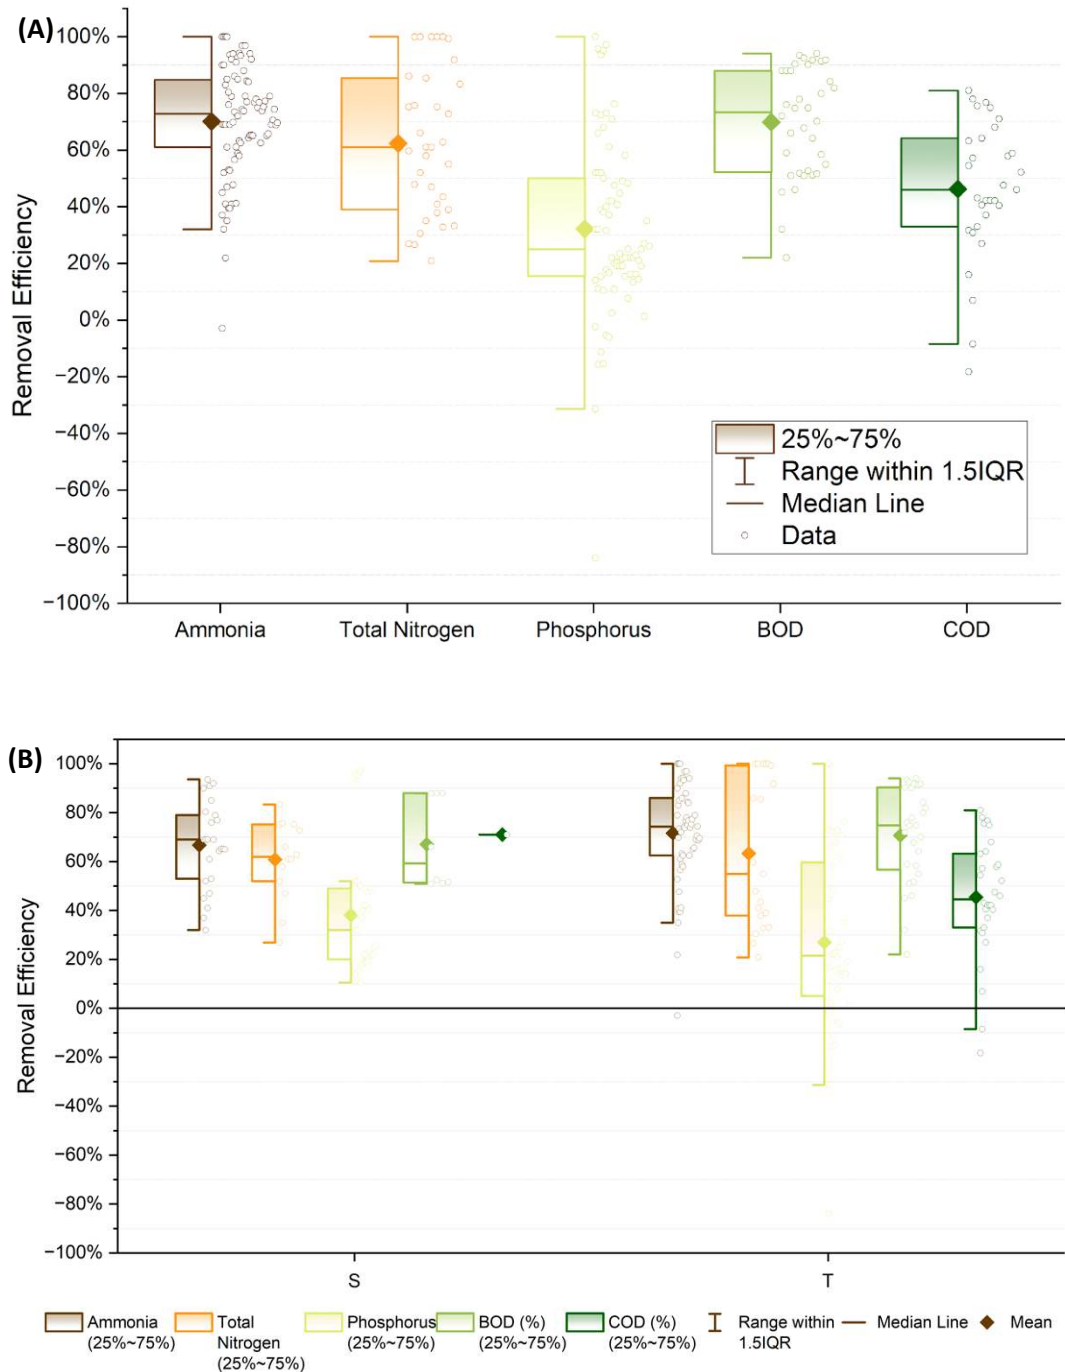 (A)
100%
80%
60%
40%
20%
0%
−20%
−40%
−60%
−80%
−100%
Removal Efficiency
25%~75%
Range within 1.5IQR
Median Line
Data
Ammonia
Total Nitrogen
Phosphorus
BOD
COD
(B)
100%
80%
60%
40%
20%
0%
−20%
−40%
−60%
−80%
−100%
Removal Efficiency
S
T
Ammonia
(25%~75%)
Total
Nitrogen
(25%~75%)
Phosphorus
(25%~75%)
BOD (%)
(25%~75%)
COD (%)
(25%~75%)
Range within
1.5IQR
Median Line
Mean